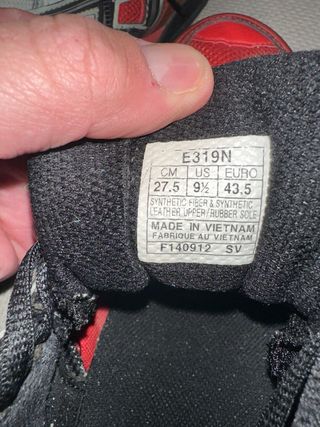 E319N
CM US EURO
27.5 9½ 43.5
SYNTHETIC FIBER & SYNTHETIC
LEATHER UPPER/RUBBER SOLE
MADE IN VIETNAM
FABRIQUÉ AU VIETNAM
F140912 SV